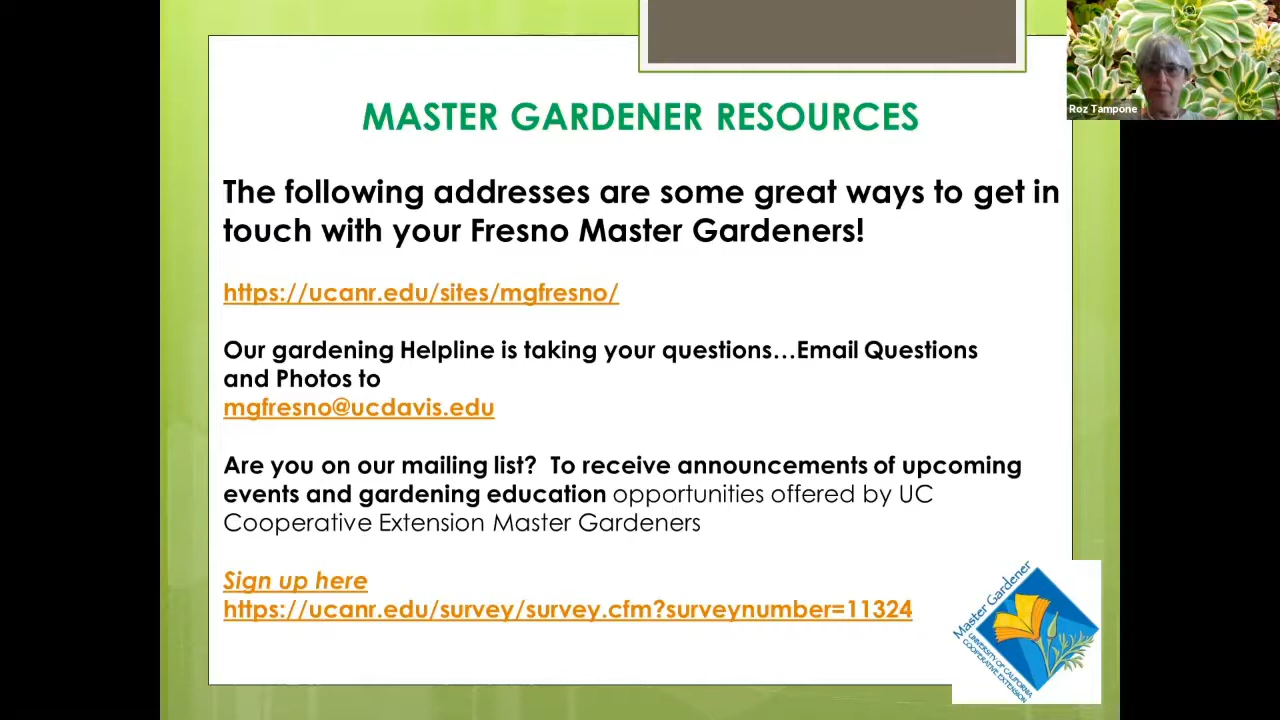 Roz Tampone
MASTER GARDENER RESOURCES
The following addresses are some great ways to get in
touch with your Fresno Master Gardeners!
https://ucanr.edu/sites/mgfresno/
Our gardening Helpline is taking your questions…Email Questions
and Photos to
mgfresno@ucdavis.edu
Are you on our mailing list?  To receive announcements of upcoming
events and gardening education opportunities offered by UC
Cooperative Extension Master Gardeners
Sign up here
https://ucanr.edu/survey/survey.cfm?surveynumber=11324
Master Gardener
UNIVERSITY OF CALIFORNIA
COOPERATIVE EXTENSION